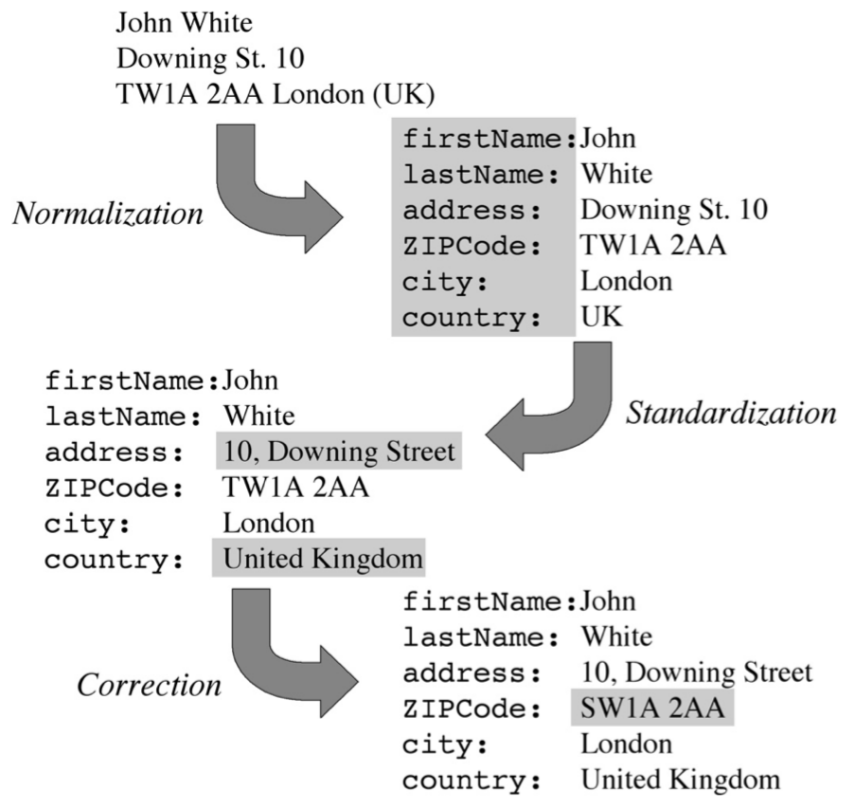 John White
Downing St. 10
TW1A 2AA London (UK)
Normalization
firstName:John
lastName: White
address: Downing St. 10
ZIPCode: TW1A 2AA
city: London
country: UK
Standardization
firstName:John
lastName: White
address: 10, Downing Street
ZIPCode: TW1A 2AA
city: London
country: United Kingdom
Correction
firstName:John
lastName: White
address: 10, Downing Street
ZIPCode: SW1A 2AA
city: London
country: United Kingdom